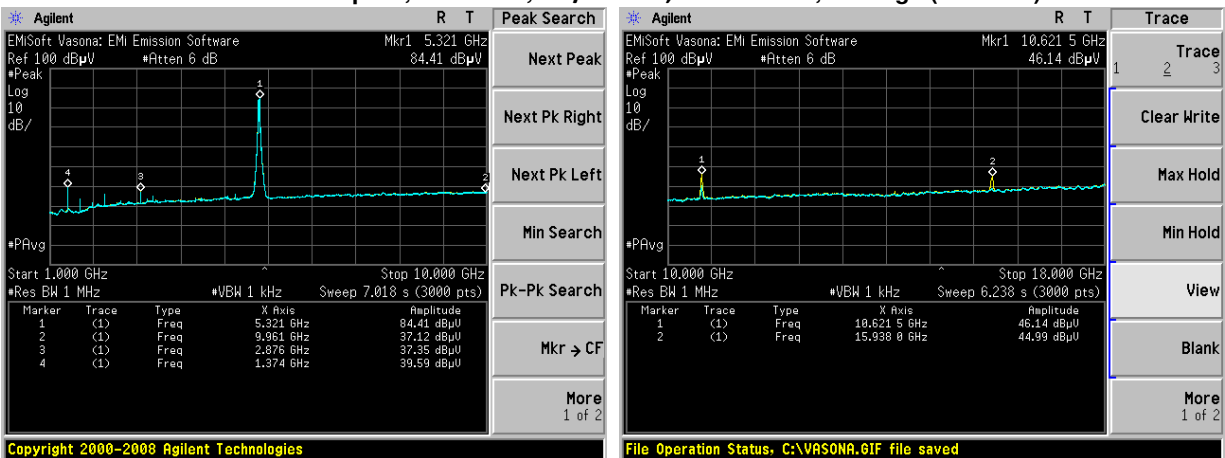 Agilent R T
EMiSoft Vasona: EMi Emission Software Mkr1 5.321 GHz
Ref 100 dBµV #Atten 6 dB 84.41 dBµV
#Peak
Log
10
dB/
1
4
3
2
#PAvg
Start 1.000 GHz ^ Stop 10.000 GHz
#Res BW 1 MHz #VBW 1 kHz Sweep 7.018 s (3000 pts)
Marker Trace Type X Axis Amplitude
1 (1) Freq 5.321 GHz 84.41 dBµV
2 (1) Freq 9.961 GHz 37.12 dBµV
3 (1) Freq 2.876 GHz 37.35 dBµV
4 (1) Freq 1.374 GHz 39.59 dBµV
Copyright 2000-2008 Agilent Technologies
Peak Search
Next Peak
Next Pk Right
Next Pk Left
Min Search
Pk-Pk Search
Mkr → CF
More
1 of 2
Agilent R T
EMiSoft Vasona: EMi Emission Software Mkr1 10.621 5 GHz
Ref 100 dBµV #Atten 6 dB 46.14 dBµV
#Peak
Log
10
dB/
1
2
#PAvg
Start 10.000 GHz ^ Stop 18.000 GHz
#Res BW 1 MHz #VBW 1 kHz Sweep 6.238 s (3000 pts)
Marker Trace Type X Axis Amplitude
1 (1) Freq 10.621 5 GHz 46.14 dBµV
2 (1) Freq 15.938 0 GHz 44.99 dBµV
File Operation Status, C:\VASONA.GIF file saved
Trace
Trace
1 2 3
Clear Write
Max Hold
Min Hold
View
Blank
More
1 of 2